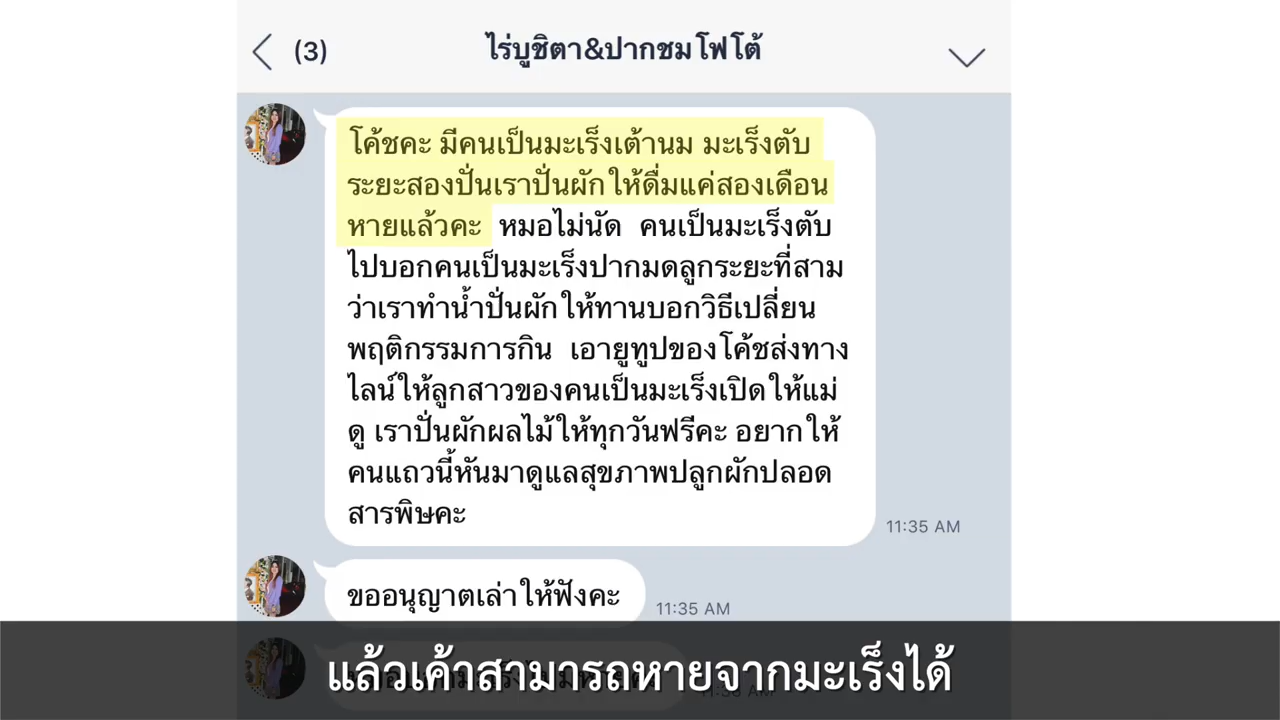 (3)
ไร่บูชิตา&ปากชมโฟโต้
โค้ชคะ มีคนเป็นมะเร็งเต้านม มะเร็งตับ
ระยะสองปั่นเราปั่นผักให้ดื่มแค่สองเดือน
หายแล้วคะ หมอไม่นัด คนเป็นมะเร็งตับ
ไปบอกคนเป็นมะเร็งปากมดลูกระยะที่สาม
ว่าเราทำน้ำปั่นผักให้ทานบอกวิธีเปลี่ยน
พฤติกรรมการกิน เอายูทูปของโค้ชส่งทาง
ไลน์ให้ลูกสาวของคนเป็นมะเร็งเปิดให้แม่
ดู เราปั่นผักผลไม้ให้ทุกวันฟรีคะ อยากให้
คนแถวนี้หันมาดูแลสุขภาพปลูกผักปลอด
สารพิษคะ
11:35 AM
ขออนุญาตเล่าให้ฟังคะ
11:35 AM
แล้วเค้าสามารถหายจากมะเร็งได้